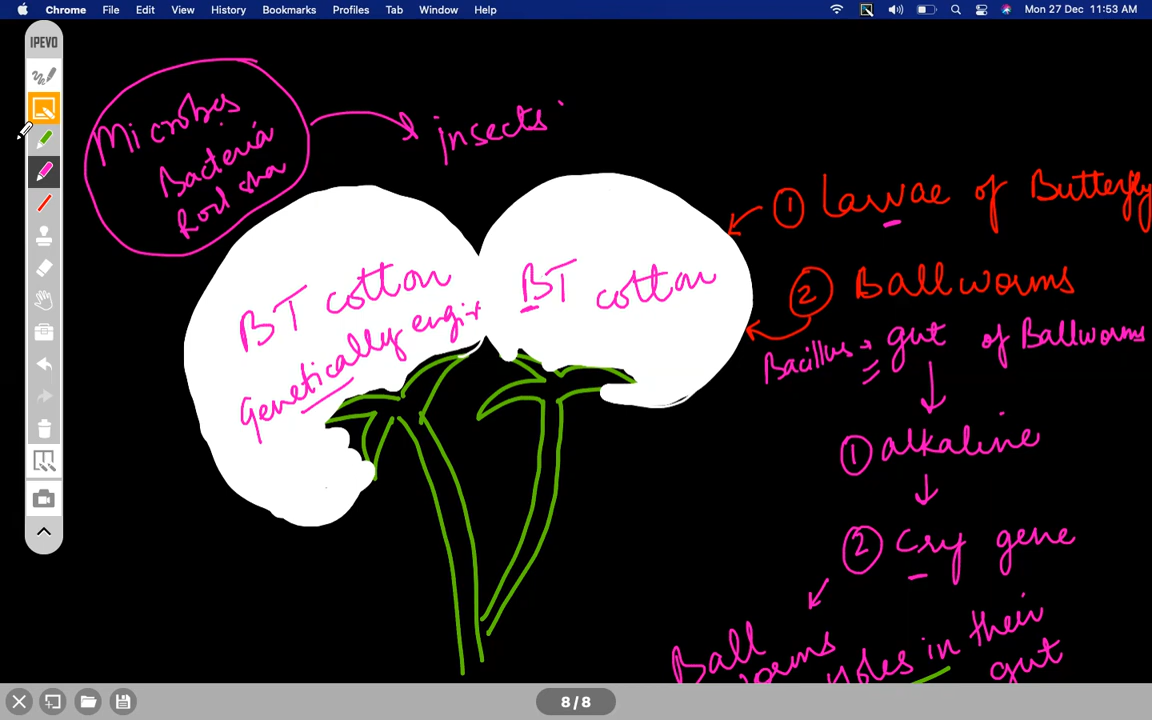 Chrome File Edit View History Bookmarks Profiles Tab Window Help Mon 27 Dec 11:53 AM
IPEVO
Microbes
Bacteria
Rod sha
insects
BT cotton
genetically engi
BT cotton
① Larvae of Butterfly
② Ballworms
Bacillus → gut of Ballworms
① alkaline
② Cry gene
Ball
worms holes in their
gut
8/8